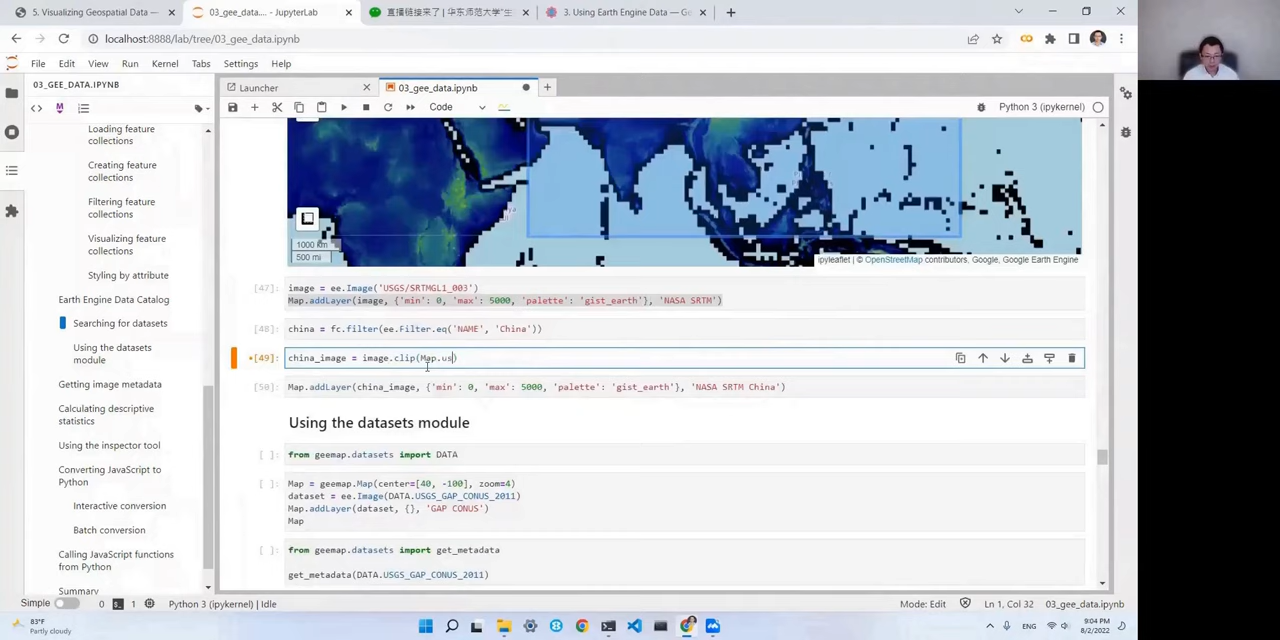 5. Visualizing Geospatial Data –
03_gee_data.... - JupyterLab
直播链接来了 | 华东师范大学"生
3. Using Earth Engine Data — Ge
localhost:8888/lab/tree/03_gee_data.ipynb
File Edit View Run Kernel Tabs Settings Help
03_GEE_DATA.IPYNB
Loading feature
collections
Creating feature
collections
Filtering feature
collections
Visualizing feature
collections
Styling by attribute
Earth Engine Data Catalog
Searching for datasets
Using the datasets
module
Getting image metadata
Calculating descriptive
statistics
Using the inspector tool
Converting JavaScript to
Python
Interactive conversion
Batch conversion
Calling JavaScript functions
from Python
Summary
Launcher
03_gee_data.ipynb
Code
Python 3 (ipykernel)
1000 km
500 mi
ipyleaflet | © OpenStreetMap contributors, Google, Google Earth Engine
[47]: image = ee.Image('USGS/SRTMGL1_003')
Map.addLayer(image, {'min': 0, 'max': 5000, 'palette': 'gist_earth'}, 'NASA SRTM')
[48]: china = fc.filter(ee.Filter.eq('NAME', 'China'))
•[49]: china_image = image.clip(Map.us)
[50]: Map.addLayer(china_image, {'min': 0, 'max': 5000, 'palette': 'gist_earth'}, 'NASA SRTM China')
Using the datasets module
[ ]: from geemap.datasets import DATA
[ ]: Map = geemap.Map(center=[40, -100], zoom=4)
dataset = ee.Image(DATA.USGS_GAP_CONUS_2011)
Map.addLayer(dataset, {}, 'GAP CONUS')
Map
[ ]: from geemap.datasets import get_metadata
get_metadata(DATA.USGS_GAP_CONUS_2011)
Simple 0 1 Python 3 (ipykernel) | Idle
Mode: Edit Ln 1, Col 32 03_gee_data.ipynb
83°F
Partly cloudy
ENG
9:04 PM
8/2/2022